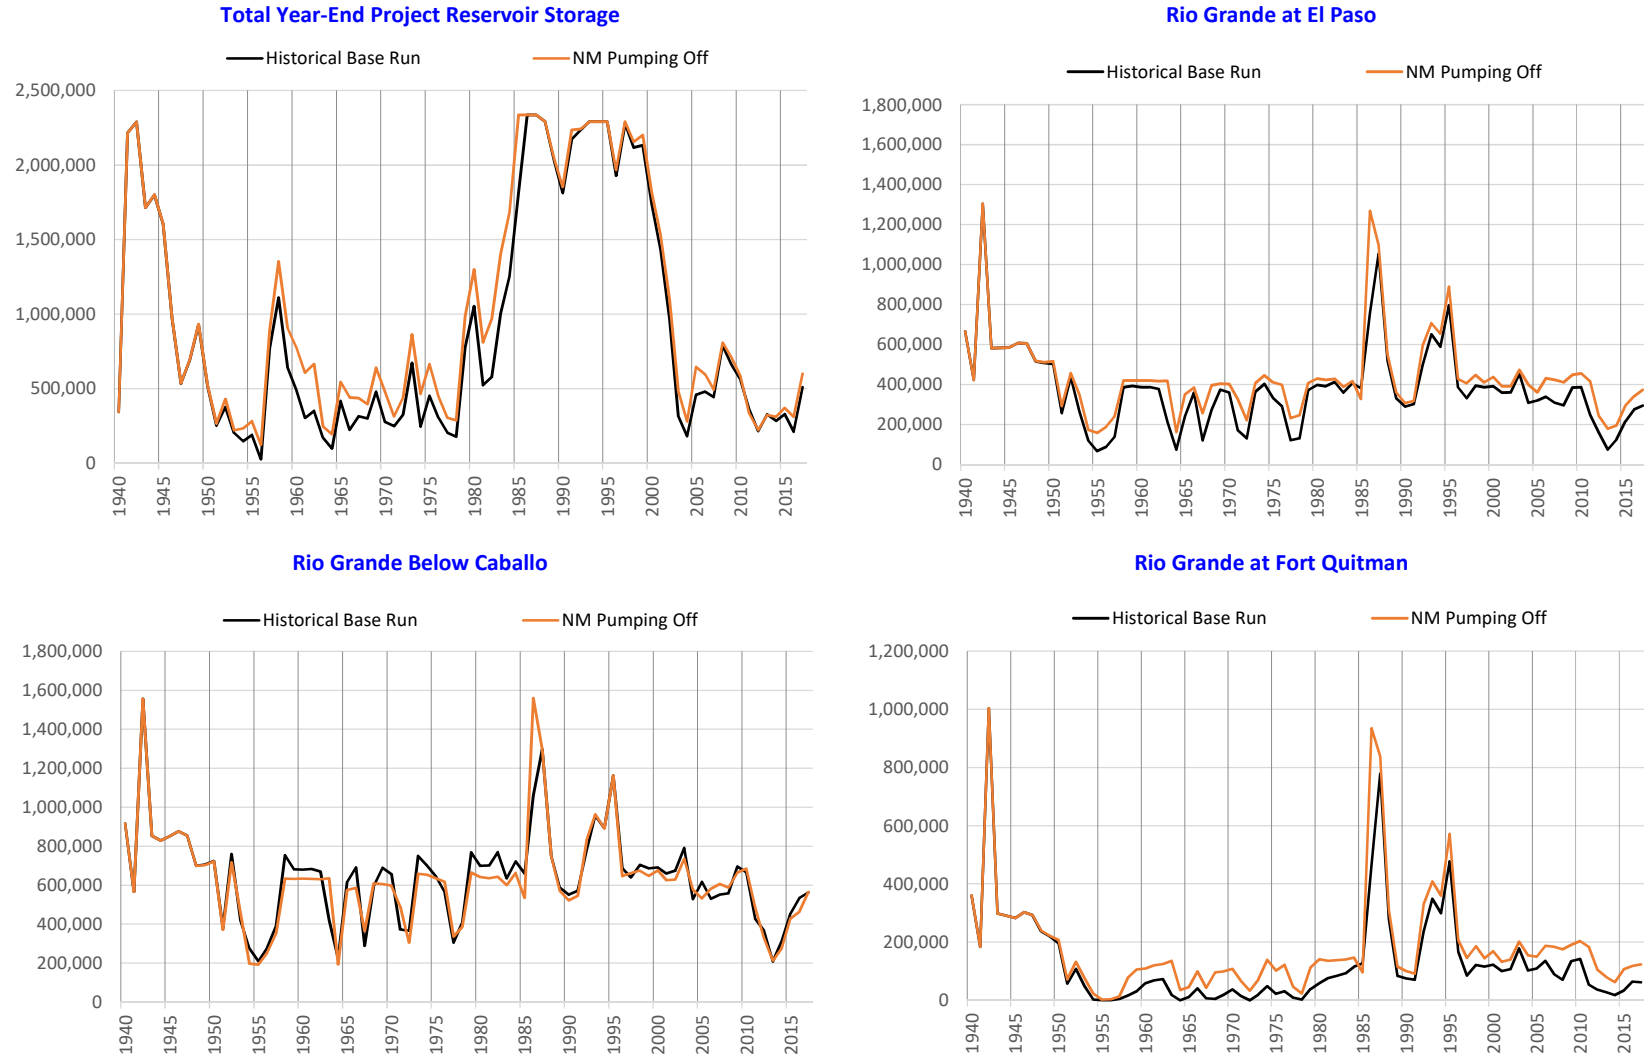 Total Year-End Project Reservoir Storage
Historical Base Run
NM Pumping Off
2,500,000
2,000,000
1,500,000
1,000,000
500,000
0
1940 1945 1950 1955 1960 1965 1970 1975 1980 1985 1990 1995 2000 2005 2010 2015
Rio Grande at El Paso
Historical Base Run
NM Pumping Off
1,800,000
1,600,000
1,400,000
1,200,000
1,000,000
800,000
600,000
400,000
200,000
0
1940 1945 1950 1955 1960 1965 1970 1975 1980 1985 1990 1995 2000 2005 2010 2015
Rio Grande Below Caballo
Historical Base Run
NM Pumping Off
1,800,000
1,600,000
1,400,000
1,200,000
1,000,000
800,000
600,000
400,000
200,000
0
1940 1945 1950 1955 1960 1965 1970 1975 1980 1985 1990 1995 2000 2005 2010 2015
Rio Grande at Fort Quitman
Historical Base Run
NM Pumping Off
1,200,000
1,000,000
800,000
600,000
400,000
200,000
0
1940 1945 1950 1955 1960 1965 1970 1975 1980 1985 1990 1995 2000 2005 2010 2015